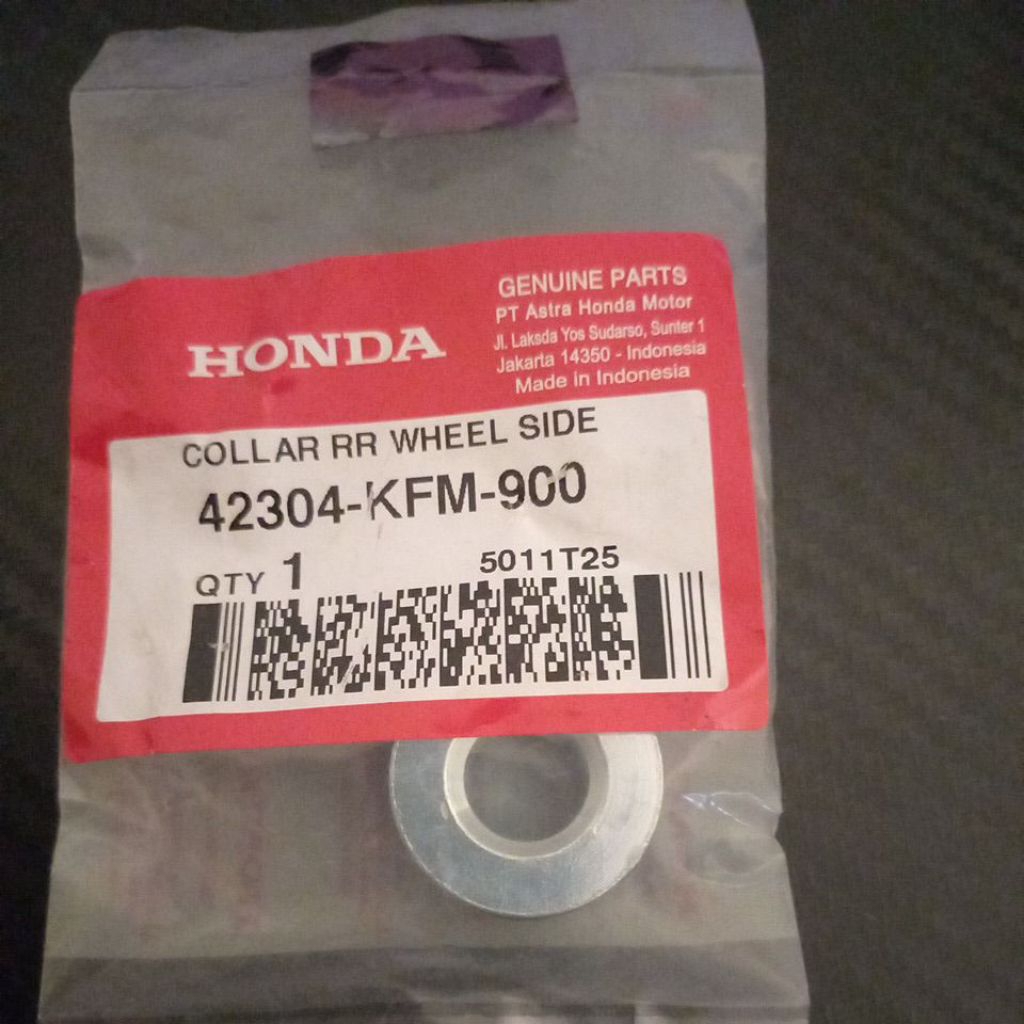 HONDA
GENUINE PARTS
PT Astra Honda Motor
Jl. Laksda Yos Sudarso, Sunter 1
Jakarta 14350 - Indonesia
Made in Indonesia
COLLAR RR WHEEL SIDE
42304-KFM-900
QTY 1
5011T25